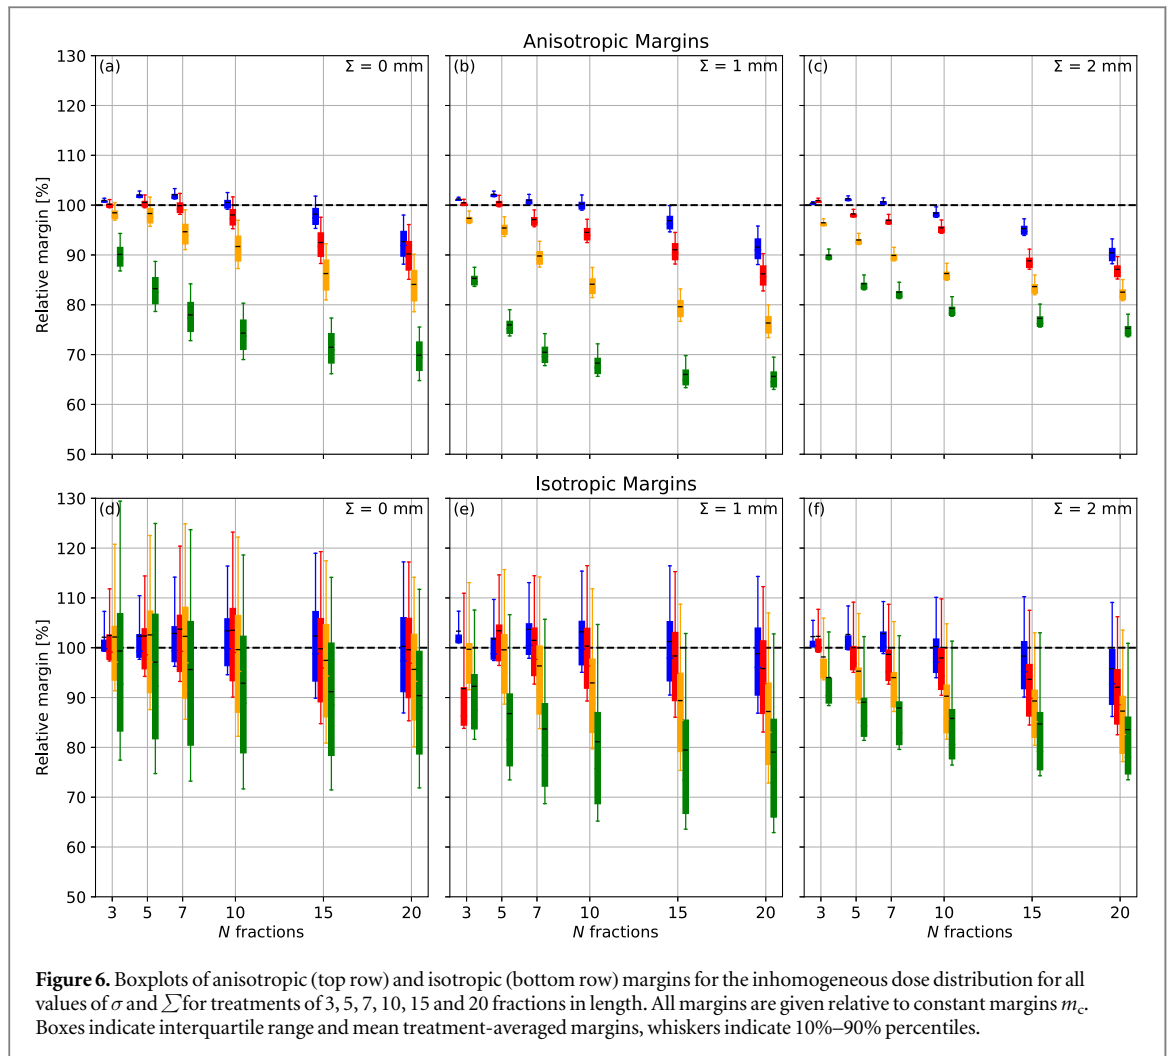 Anisotropic Margins
(a) Σ = 0 mm
(b) Σ = 1 mm
(c) Σ = 2 mm
130
120
110
100
90
80
70
60
50
Relative margin [%]
Isotropic Margins
(d) Σ = 0 mm
(e) Σ = 1 mm
(f) Σ = 2 mm
130
120
110
100
90
80
70
60
50
Relative margin [%]
3 5 7 10 15 20
3 5 7 10 15 20
3 5 7 10 15 20
N fractions
N fractions
N fractions
Figure 6. Boxplots of anisotropic (top row) and isotropic (bottom row) margins for the inhomogeneous dose distribution for all
values of σ and ∑ for treatments of 3, 5, 7, 10, 15 and 20 fractions in length. All margins are given relative to constant margins mc.
Boxes indicate interquartile range and mean treatment-averaged margins, whiskers indicate 10%–90% percentiles.